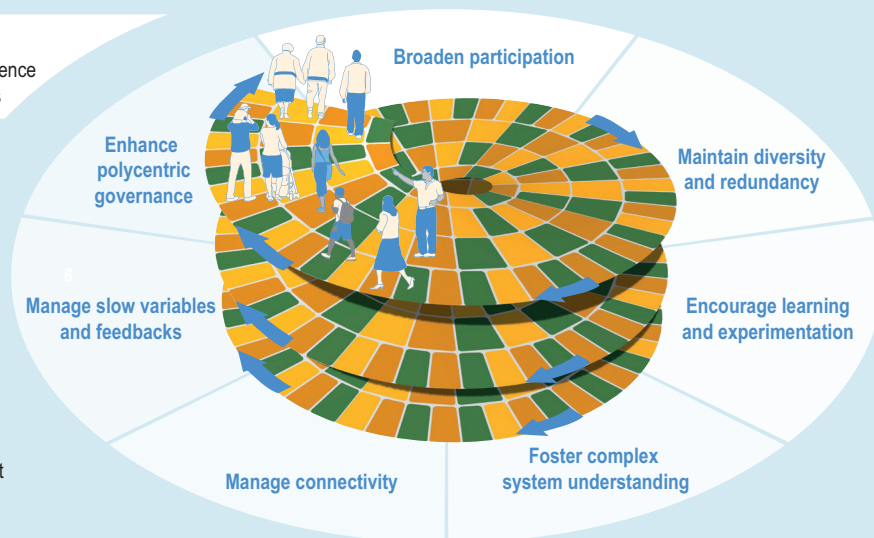 Broaden participation
Enhance
polycentric
governance
Maintain diversity
and redundancy
6
Manage slow variables
and feedbacks
Encourage learning
and experimentation
Foster complex
system understanding
Manage connectivity